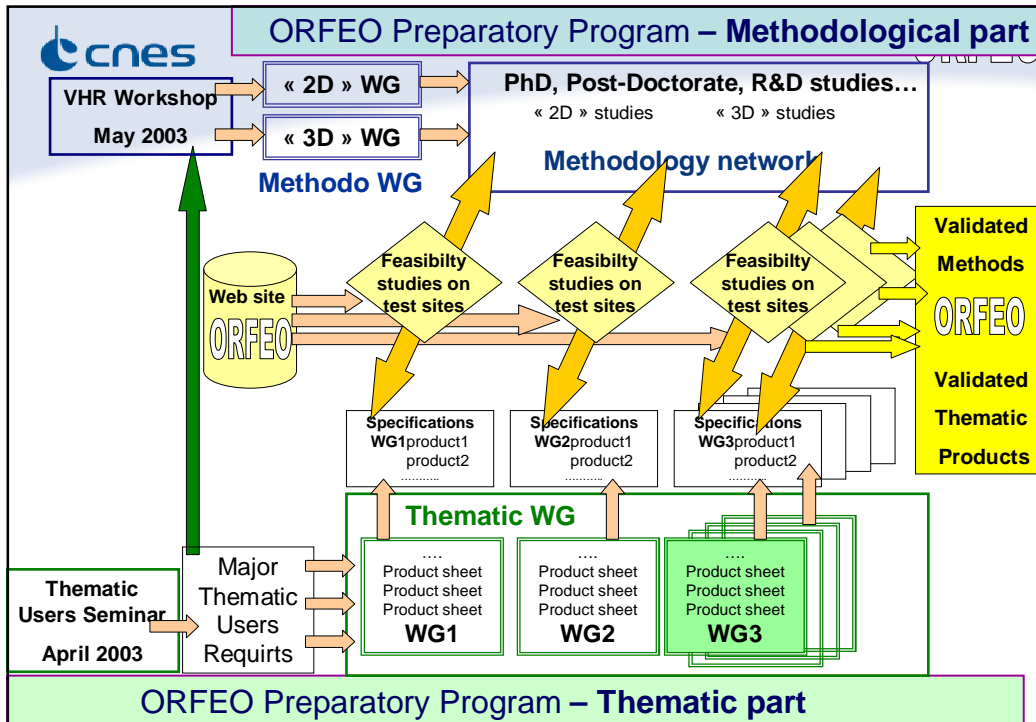 ORFEO Preparatory Program – Methodological part
cnes
ORFEO
VHR Workshop
May 2003
« 2D » WG
« 3D » WG
Methodo WG
PhD, Post-Doctorate, R&D studies…
« 2D » studies « 3D » studies
Methodology network
Web site
ORFEO
Feasibilty
studies on
test sites
Feasibilty
studies on
test sites
Feasibilty
studies on
test sites
Validated
Methods
ORFEO
Validated
Thematic
Products
Specifications
WG1product1
product2
………..
Specifications
WG2product1
product2
………..
Specifications
WG3product1
product2
………..
Thematic WG
….
Product sheet
Product sheet
Product sheet
WG1
….
Product sheet
Product sheet
Product sheet
WG2
….
Product sheet
Product sheet
Product sheet
WG3
Major
Thematic
Users
Requirts
Thematic
Users Seminar
April 2003
ORFEO Preparatory Program – Thematic part